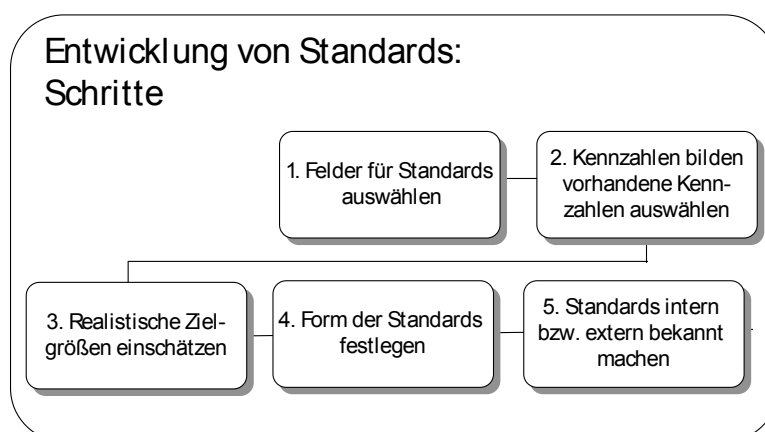 Entwicklung von Standards:
Schritte
1. Felder für Standards
auswählen
2. Kennzahlen bilden
vorhandene Kenn-
zahlen auswählen
3. Realistische Ziel-
größen einschätzen
4. Form der Standards
festlegen
5. Standards intern
bzw. extern bekannt
machen